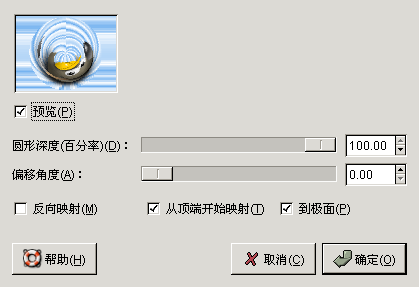 预览(P)
圆形深度(百分率)(D)： 100.00
偏移角度(A)： 0.00
反向映射(M) 从顶端开始映射(T) 到极面(P)
帮助(H) 取消(C) 确定(O)